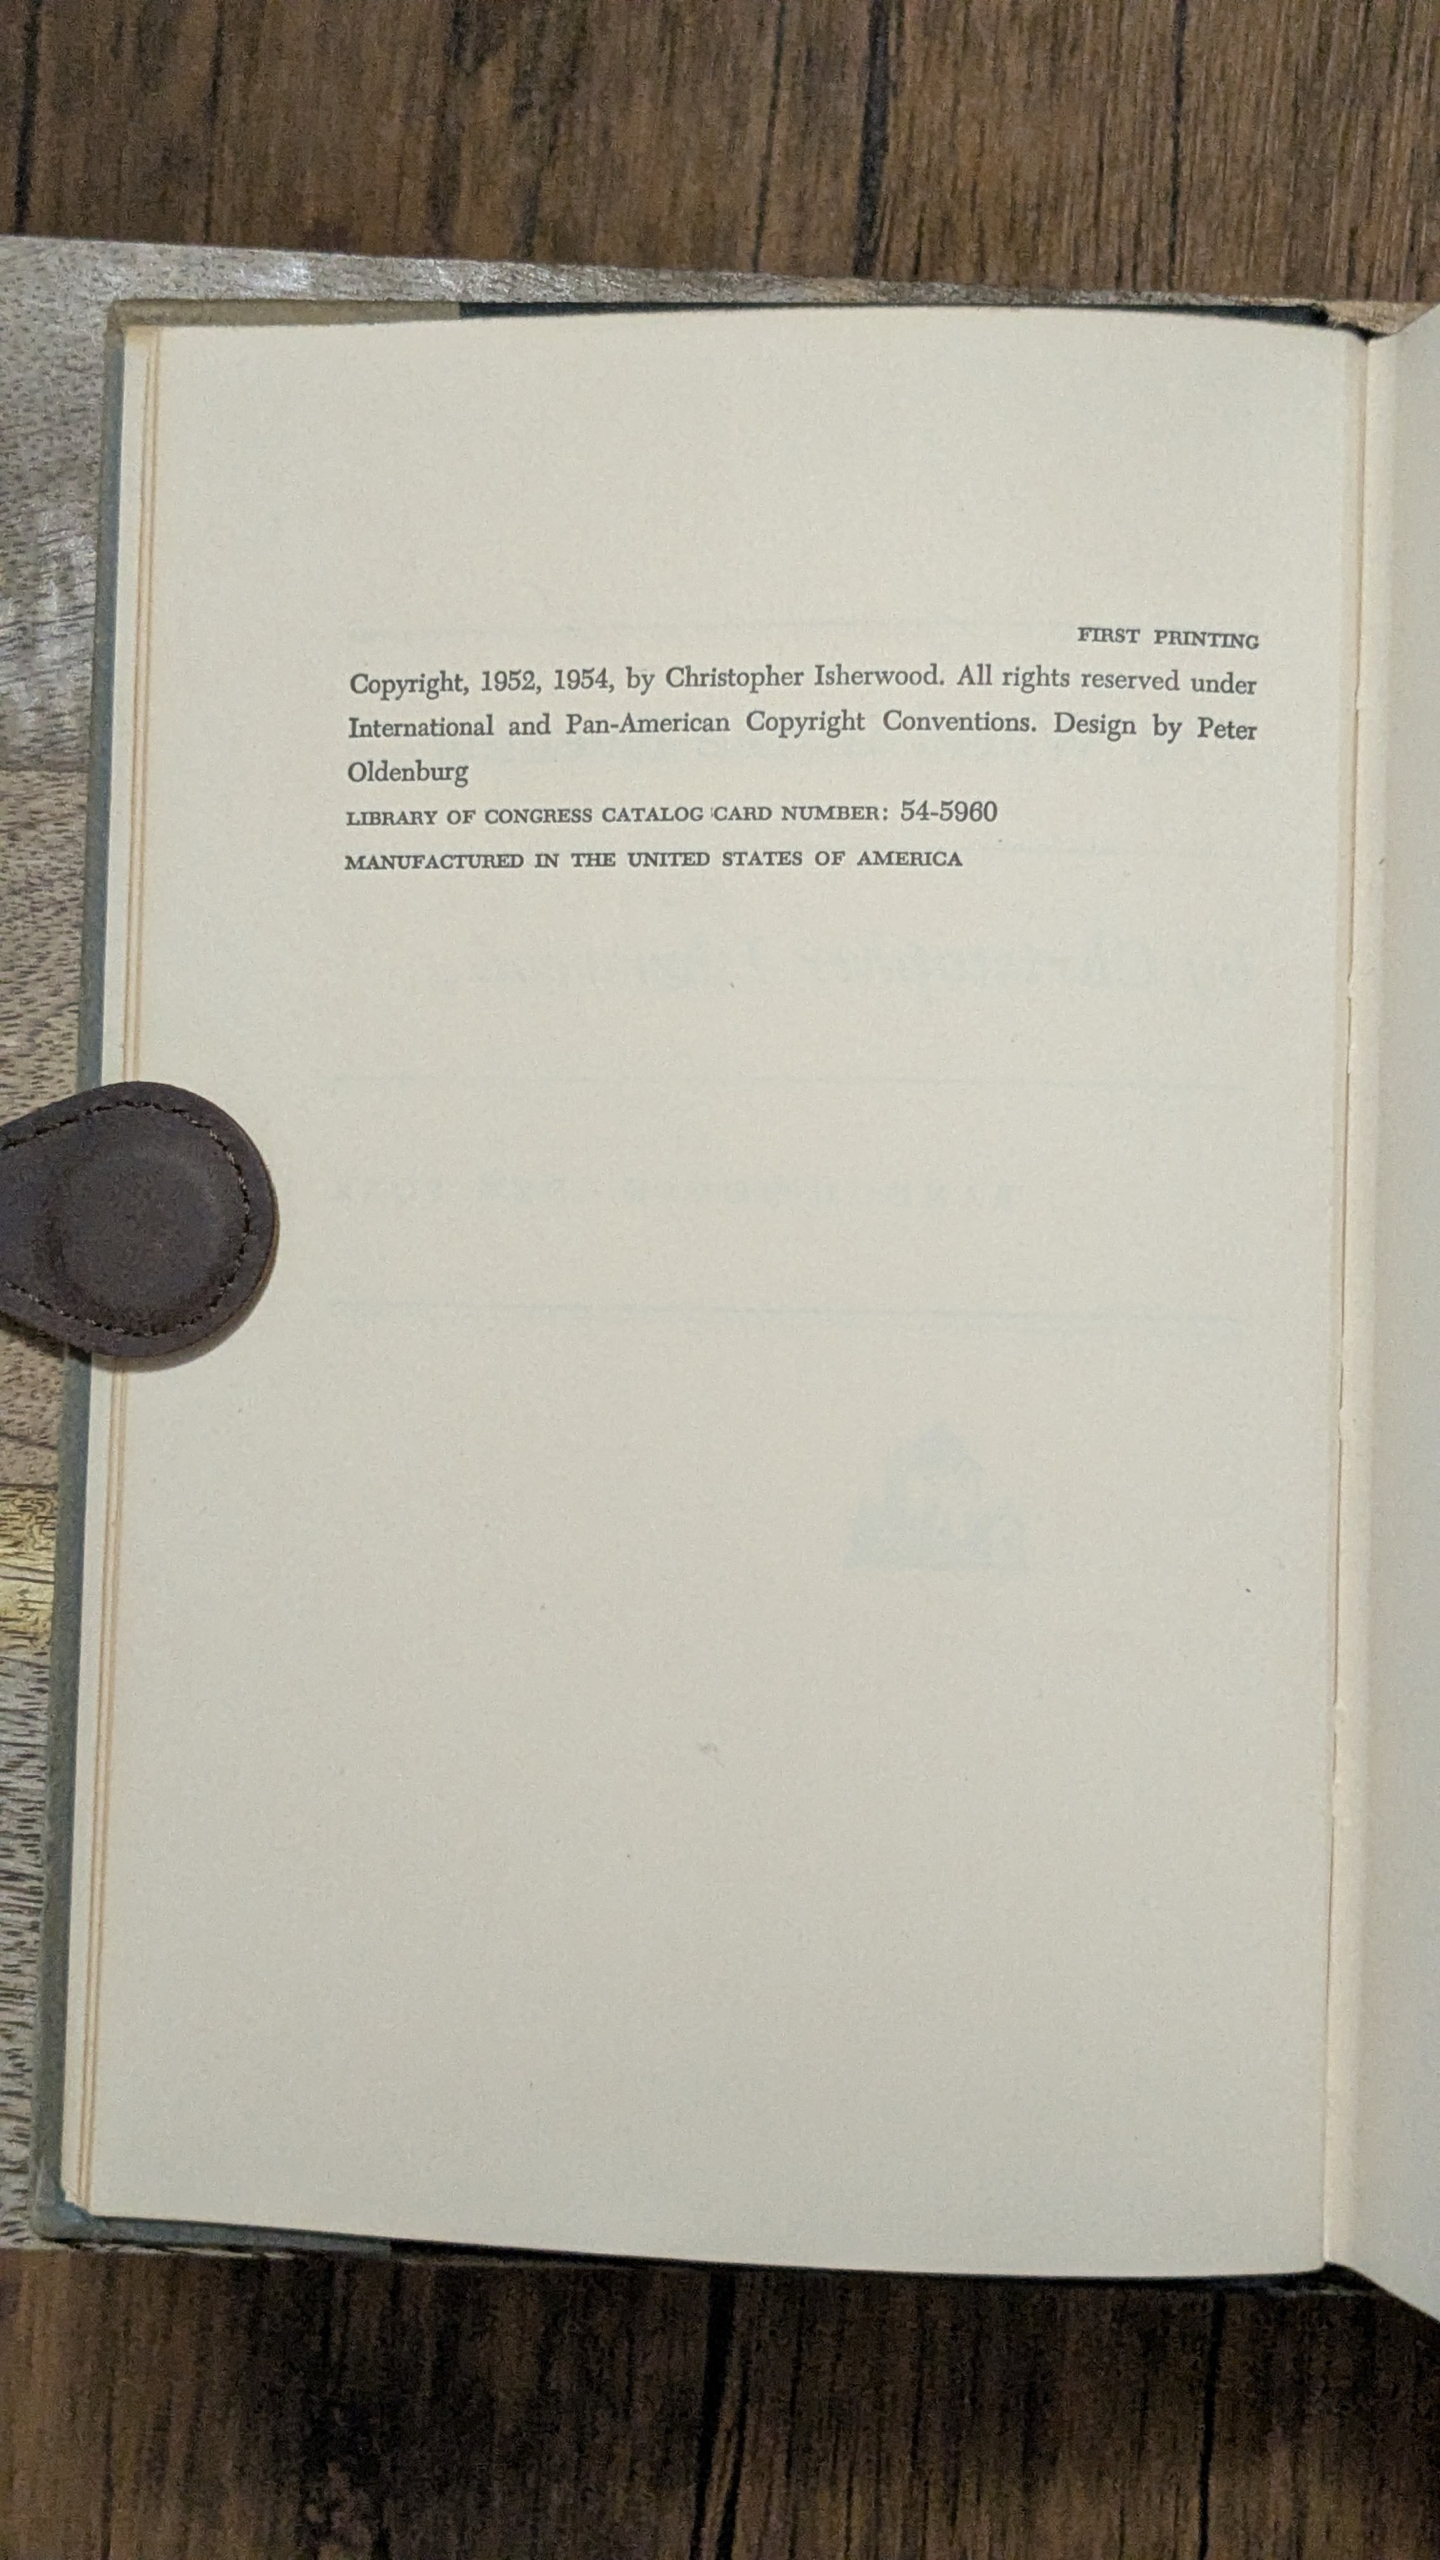 FIRST PRINTING
Copyright, 1952, 1954, by Christopher Isherwood. All rights reserved under
International and Pan-American Copyright Conventions. Design by Peter
Oldenburg
LIBRARY OF CONGRESS CATALOG CARD NUMBER: 54-5960
MANUFACTURED IN THE UNITED STATES OF AMERICA